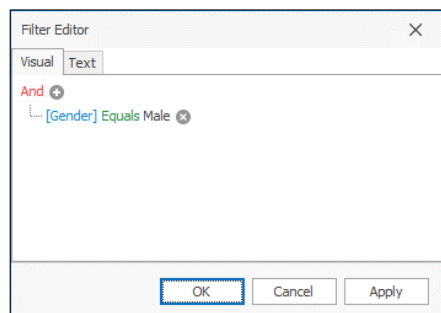 Filter Editor
Visual Text
And
[Gender] Equals Male
OK Cancel Apply